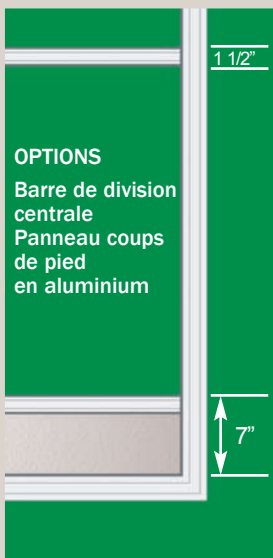 1 1/2”
OPTIONS
Barre de division
centrale
Panneau coups
de pied
en aluminium
7”